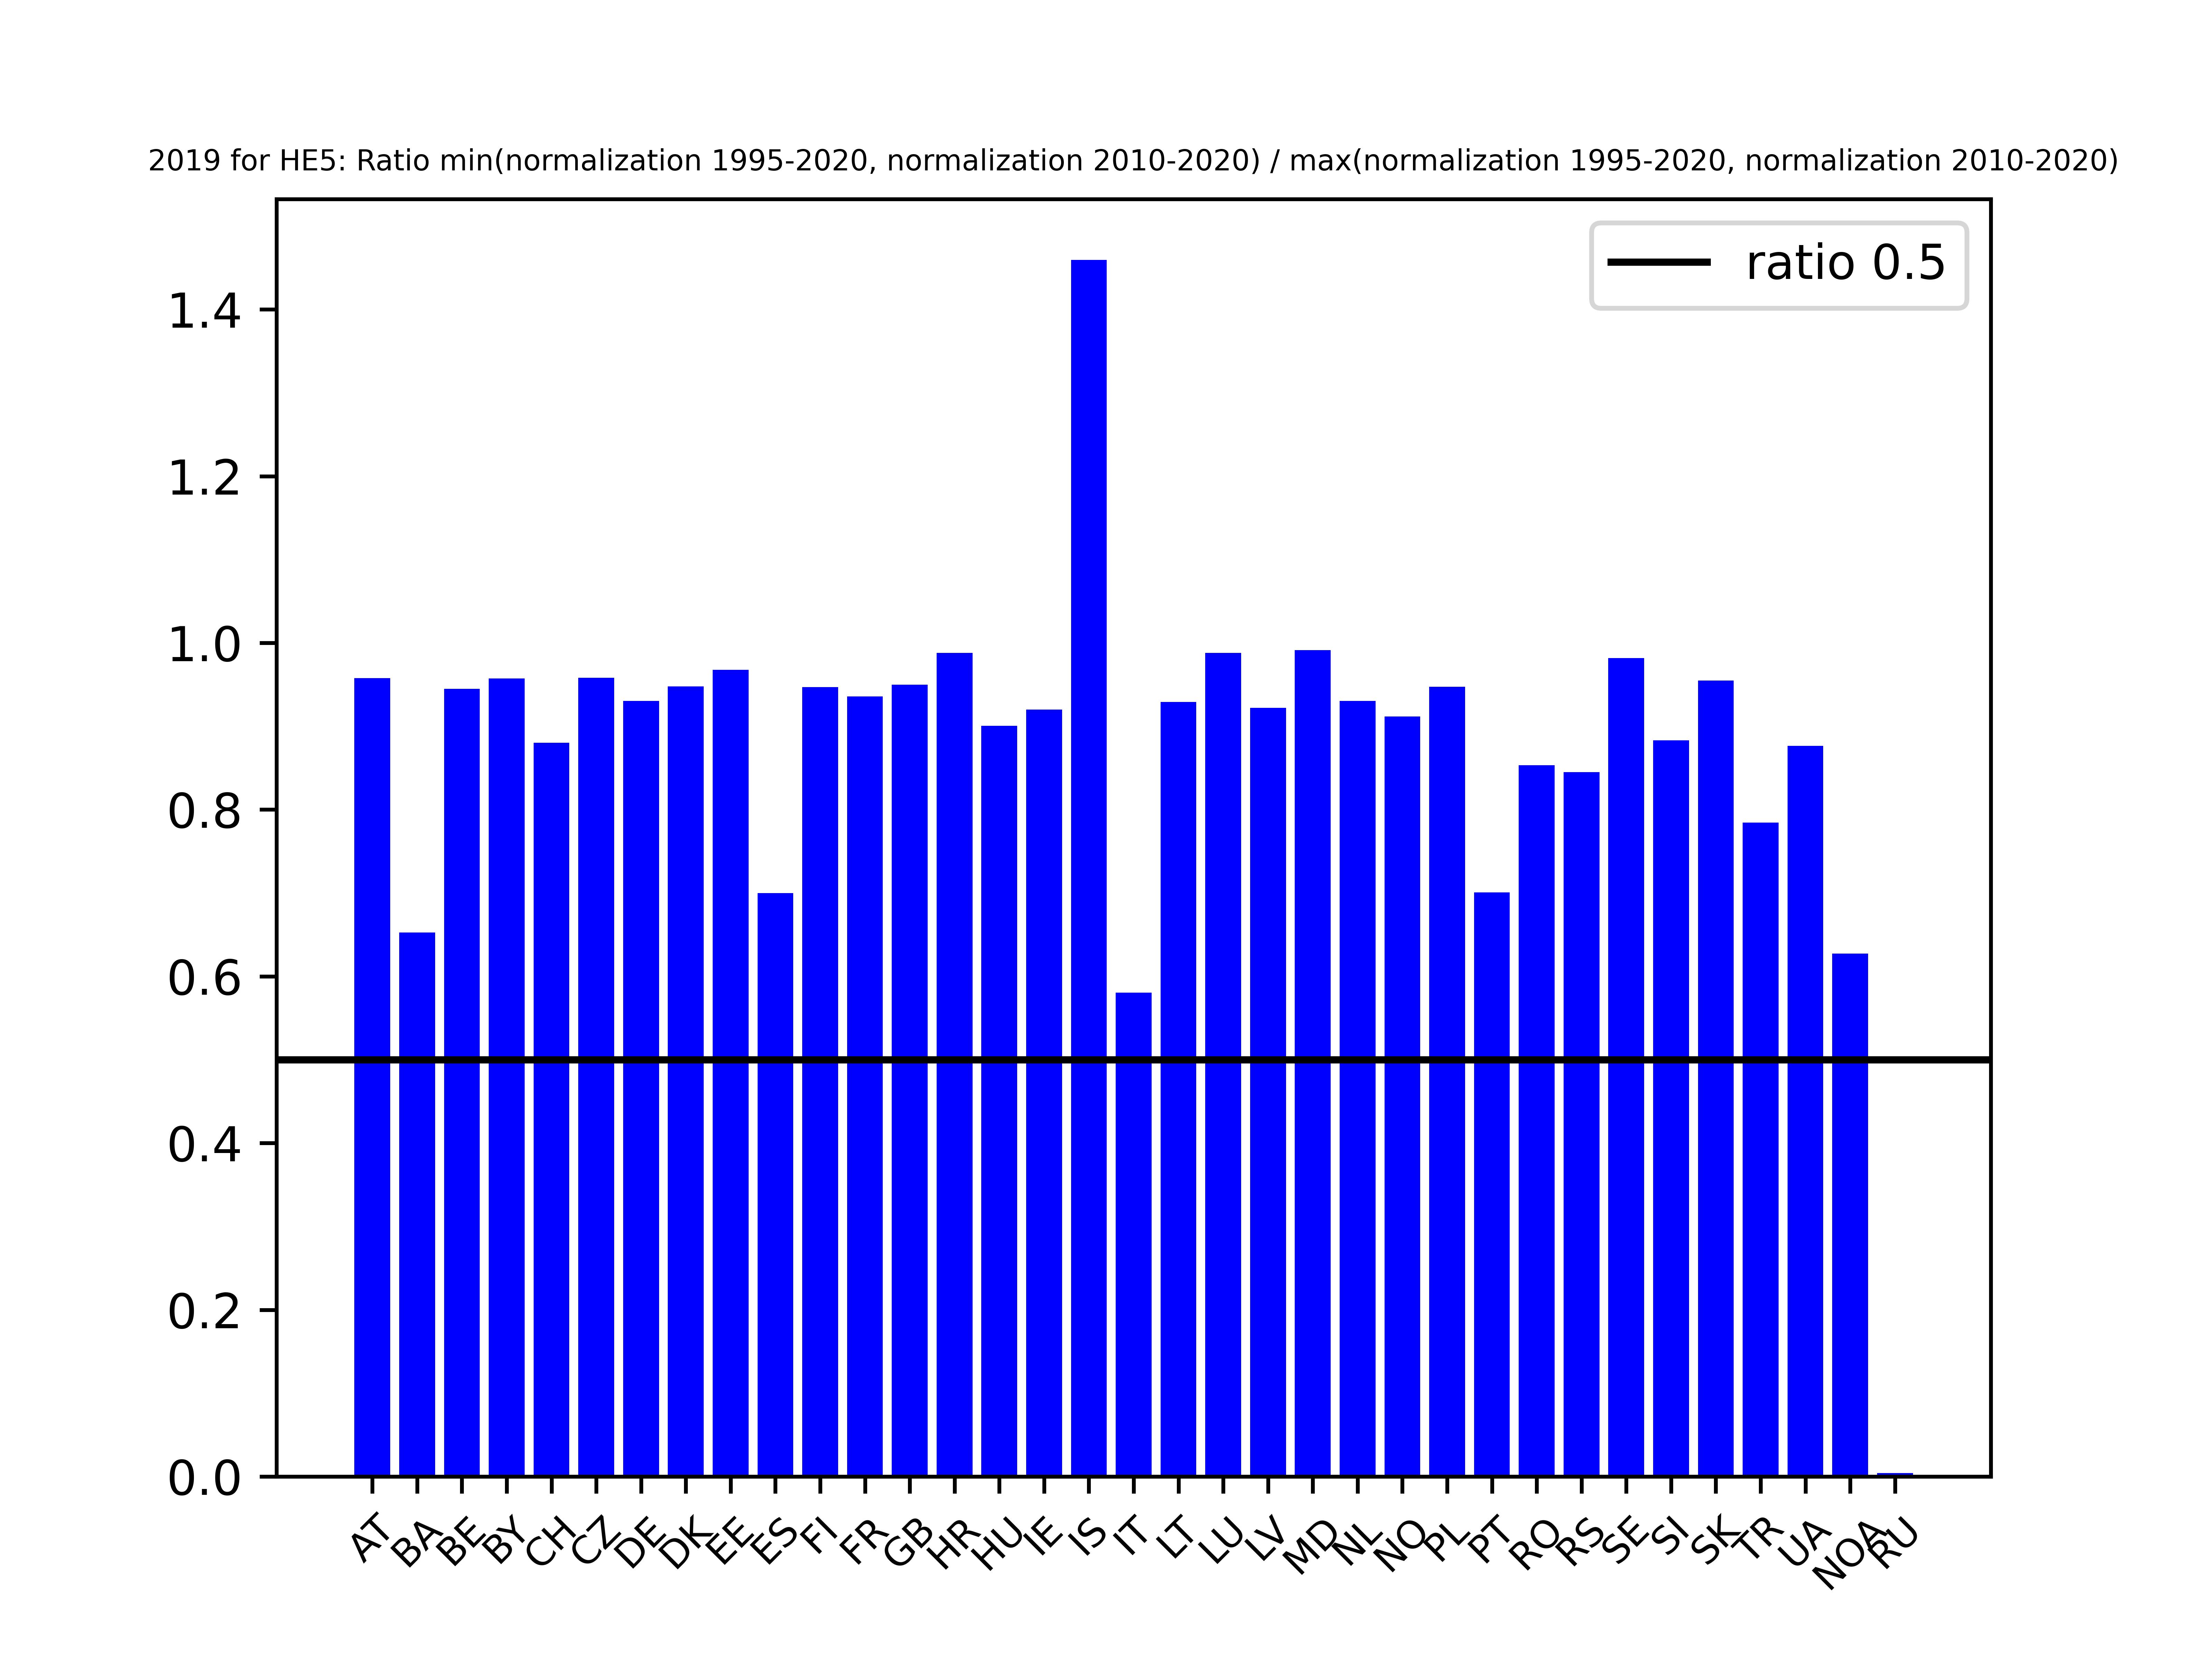 2019 for HE5: Ratio min(normalization 1995-2020, normalization 2010-2020) / max(normalization 1995-2020, normalization 2010-2020)
ratio 0.5
1.4
1.2
1.0
0.8
0.6
0.4
0.2
0.0
AT BA BE BY CH CZ DE DK EE ES FI FR GB HR HU IE IS IT LT LU LV MD NL NO PL PT RO RS SE SI SK TR UA NOA RU